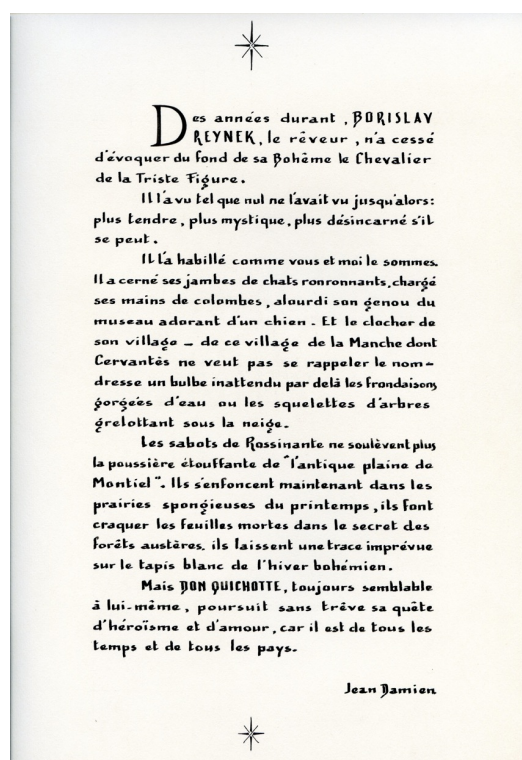 Des années durant, BORISLAV
REYNEK, le rêveur, n'a cessé
d'évoquer du fond de sa Bohême le Chevalier
de la Triste Figure.
Il l'a vu tel que nul ne l'avait vu jusqu'alors:
plus tendre, plus mystique, plus désincarné s'il
se peut.
Il l'a habillé comme vous et moi le sommes.
Il a cerné ses jambes de chats ronronnants, chargé
ses mains de colombes, alourdi son genou du
museau adorant d'un chien. Et le clocher de
son village – de ce village de la Manche dont
Cervantès ne veut pas se rappeler le nom –
dresse un bulbe inattendu par delà les frondaisons
gorgées d'eau ou les squelettes d'arbres
grelottant sous la neige.
Les sabots de Rossinante ne soulèvent plus
la poussière étouffante de "l'antique plaine de
Montiel". Ils s'enfoncent maintenant dans les
prairies spongieuses du printemps, ils font
craquer les feuilles mortes dans le secret des
forêts austères, ils laissent une trace imprévue
sur le tapis blanc de l'hiver bohémien.
Mais DON QUICHOTTE, toujours semblable
à lui-même, poursuit sans trêve sa quête
d'héroïsme et d'amour, car il est de tous les
temps et de tous les pays.
Jean Damien